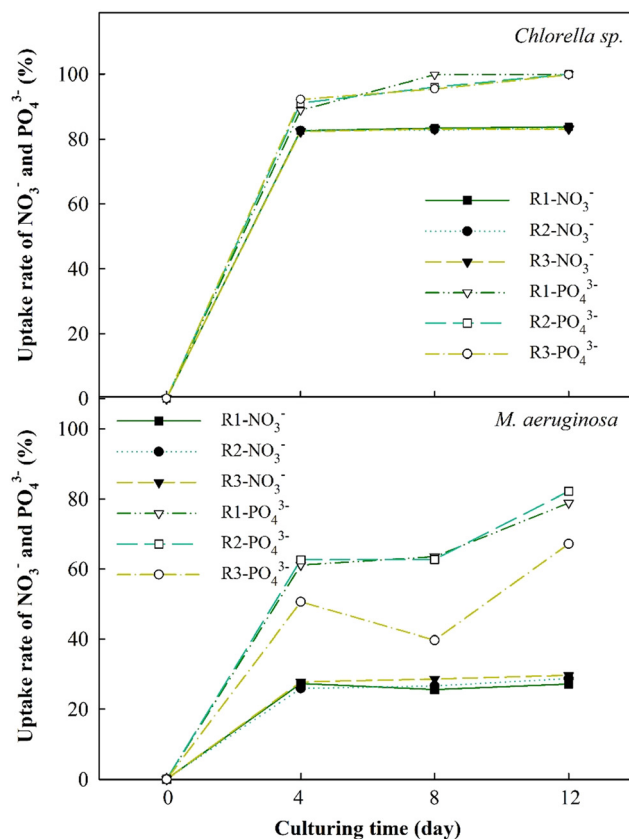 Chlorella sp.
Uptake rate of NO₃⁻ and PO₄³⁻ (%)
100
80
60
40
20
0
R1-NO₃⁻
R2-NO₃⁻
R3-NO₃⁻
R1-PO₄³⁻
R2-PO₄³⁻
R3-PO₄³⁻
M. aeruginosa
Uptake rate of NO₃⁻ and PO₄³⁻ (%)
100
80
60
40
20
0
R1-NO₃⁻
R2-NO₃⁻
R3-NO₃⁻
R1-PO₄³⁻
R2-PO₄³⁻
R3-PO₄³⁻
0 4 8 12
Culturing time (day)